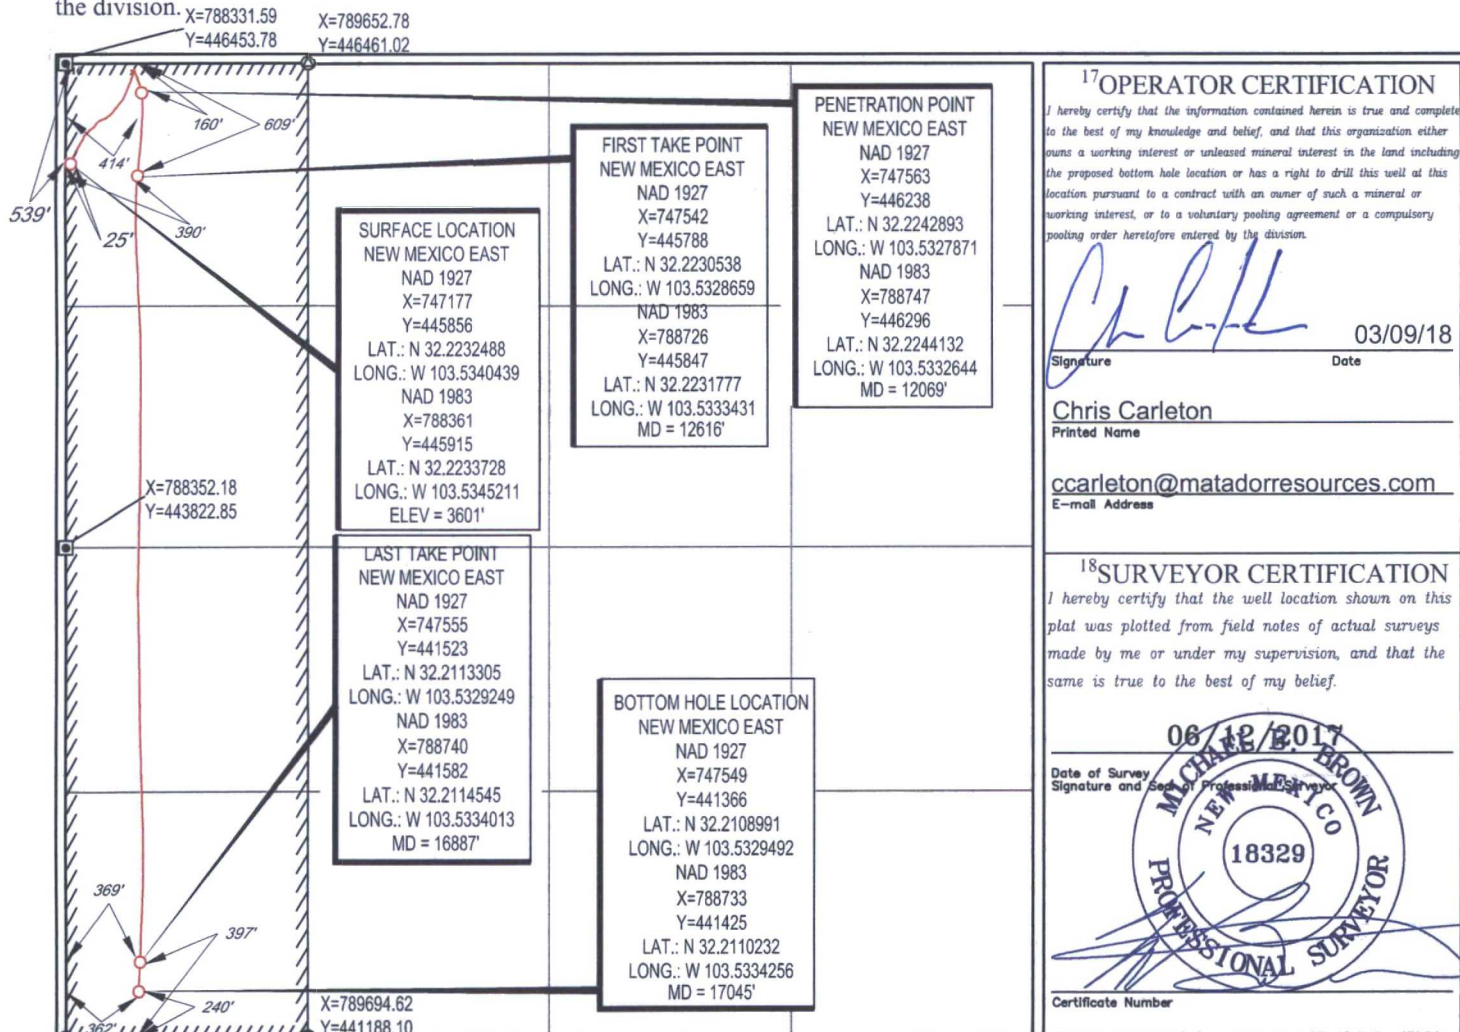 the division.
X=788331.59
Y=446453.78
X=789652.78
Y=446461.02
160'
609'
414'
539'
25'
390'
PENETRATION POINT
NEW MEXICO EAST
NAD 1927
X=747563
Y=446238
LAT.: N 32.2242893
LONG.: W 103.5327871
NAD 1983
X=788747
Y=446296
LAT.: N 32.2244132
LONG.: W 103.5332644
MD = 12069'
FIRST TAKE POINT
NEW MEXICO EAST
NAD 1927
X=747542
Y=445788
LAT.: N 32.2230538
LONG.: W 103.5328659
NAD 1983
X=788726
Y=445847
LAT.: N 32.2231777
LONG.: W 103.5333431
MD = 12616'
SURFACE LOCATION
NEW MEXICO EAST
NAD 1927
X=747177
Y=445856
LAT.: N 32.2232488
LONG.: W 103.5340439
NAD 1983
X=788361
Y=445915
LAT.: N 32.2233728
LONG.: W 103.5345211
ELEV = 3601'
X=788352.18
Y=443822.85
LAST TAKE POINT
NEW MEXICO EAST
NAD 1927
X=747555
Y=441523
LAT.: N 32.2113305
LONG.: W 103.5329249
NAD 1983
X=788740
Y=441582
LAT.: N 32.2114545
LONG.: W 103.5334013
MD = 16887'
BOTTOM HOLE LOCATION
NEW MEXICO EAST
NAD 1927
X=747549
Y=441366
LAT.: N 32.2108991
LONG.: W 103.5329492
NAD 1983
X=788733
Y=441425
LAT.: N 32.2110232
LONG.: W 103.5334256
MD = 17045'
369'
397'
240'
362'
X=789694.62
Y=441188.10
17OPERATOR CERTIFICATION
I hereby certify that the information contained herein is true and complete
to the best of my knowledge and belief, and that this organization either
owns a working interest or unleased mineral interest in the land including
the proposed bottom hole location or has a right to drill this well at this
location pursuant to a contract with an owner of such a mineral or
working interest, or to a voluntary pooling agreement or a compulsory
pooling order heretofore entered by the division.
03/09/18
Signature Date
Chris Carleton
Printed Name
ccarleton@matadorresources.com
E-mail Address
18SURVEYOR CERTIFICATION
I hereby certify that the well location shown on this
plat was plotted from field notes of actual surveys
made by me or under my supervision, and that the
same is true to the best of my belief.
06/12/2017
Date of Survey
Signature and Seal of Professional Surveyor
MICHAEL B. BROWN
NEW MEXICO
18329
PROFESSIONAL SURVEYOR
Certificate Number